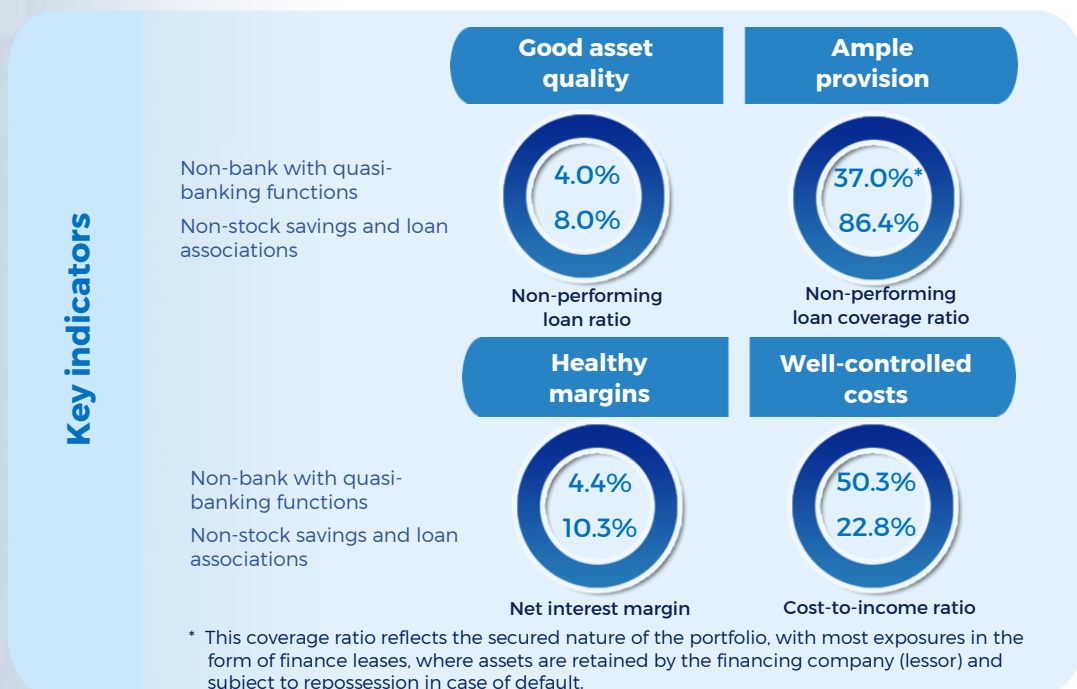 Key indicators
Good asset
quality
Ample
provision
Non-bank with quasi-
banking functions
Non-stock savings and loan
associations
4.0%
8.0%
37.0%*
86.4%
Non-performing
loan ratio
Non-performing
loan coverage ratio
Healthy
margins
Well-controlled
costs
Non-bank with quasi-
banking functions
Non-stock savings and loan
associations
4.4%
10.3%
50.3%
22.8%
Net interest margin
Cost-to-income ratio
* This coverage ratio reflects the secured nature of the portfolio, with most exposures in the
form of finance leases, where assets are retained by the financing company (lessor) and
subject to repossession in case of default.